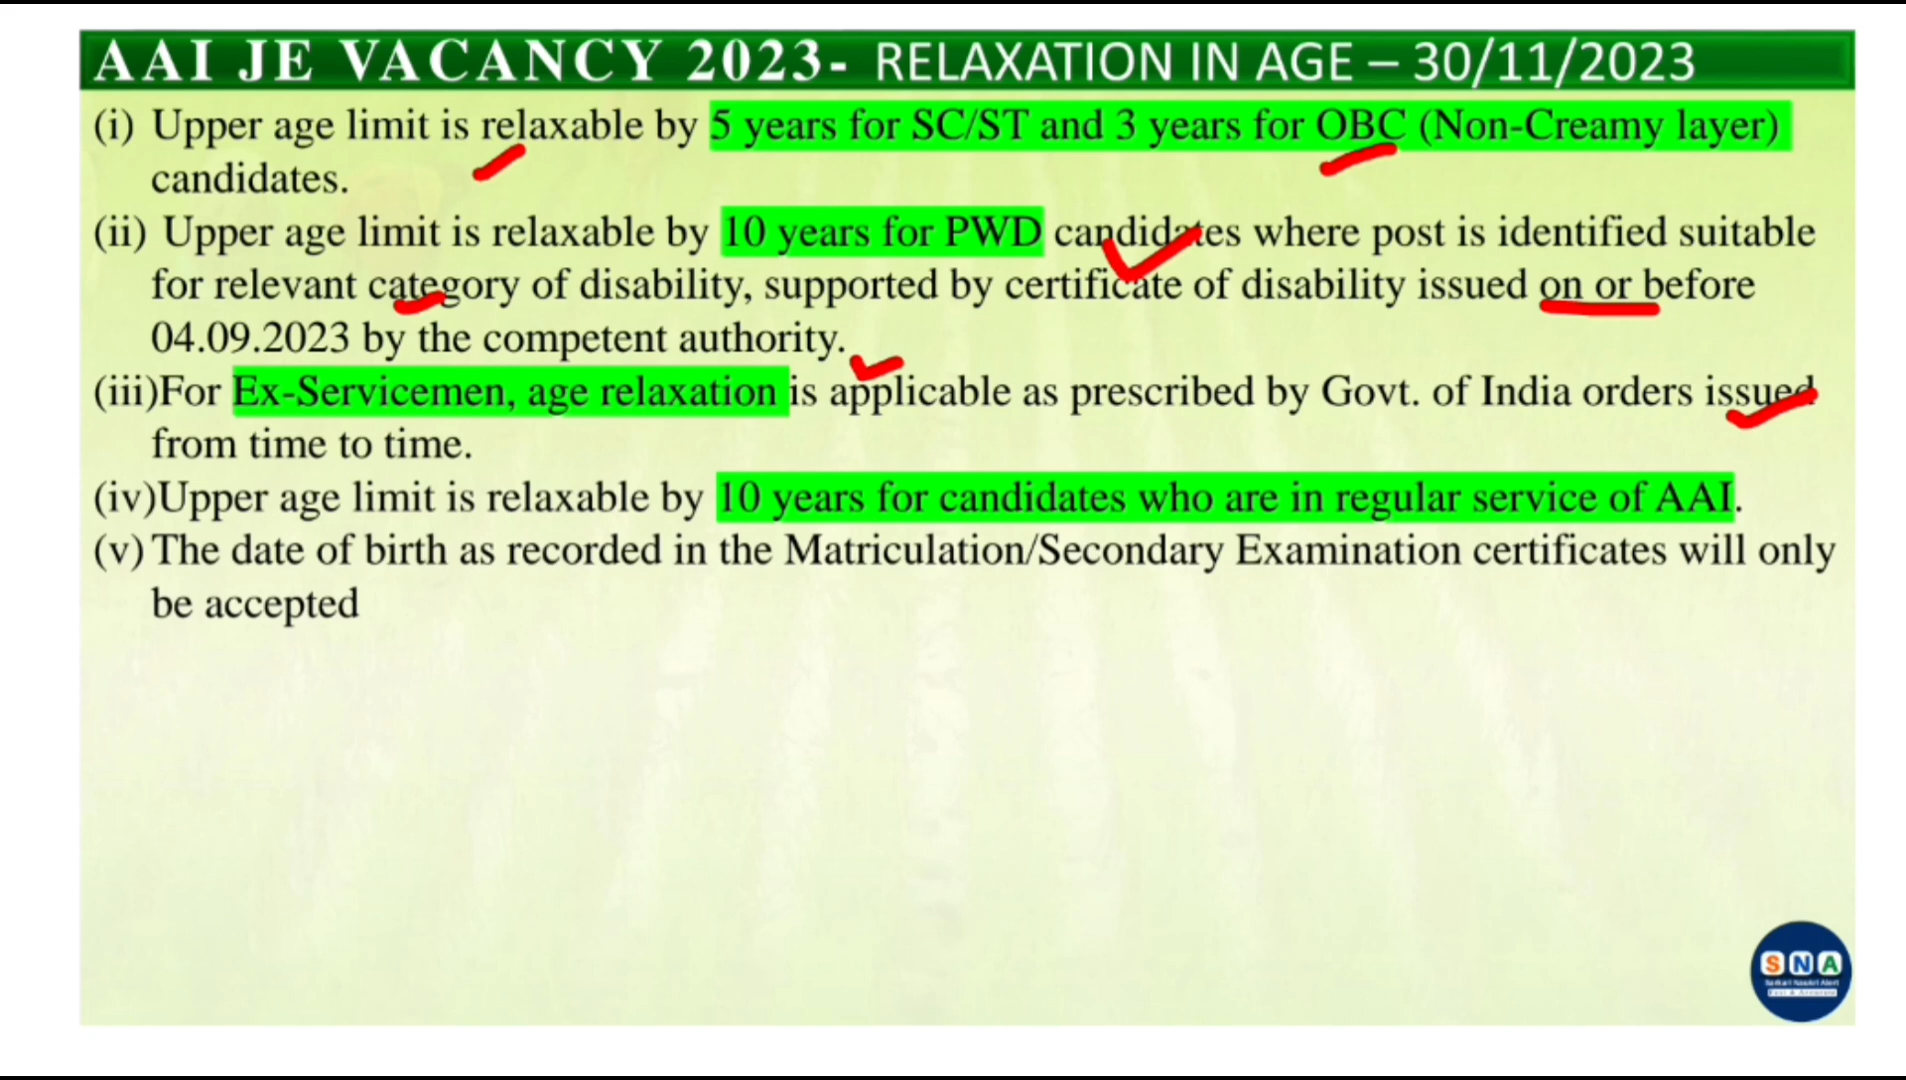 AAI JE VACANCY 2023- RELAXATION IN AGE – 30/11/2023
(i) Upper age limit is relaxable by 5 years for SC/ST and 3 years for OBC (Non-Creamy layer)
candidates.
(ii) Upper age limit is relaxable by 10 years for PWD candidates where post is identified suitable
for relevant category of disability, supported by certificate of disability issued on or before
04.09.2023 by the competent authority.
(iii)For Ex-Servicemen, age relaxation is applicable as prescribed by Govt. of India orders issued
from time to time.
(iv)Upper age limit is relaxable by 10 years for candidates who are in regular service of AAI.
(v) The date of birth as recorded in the Matriculation/Secondary Examination certificates will only
be accepted
SNA
Sarkari Naukri Alert